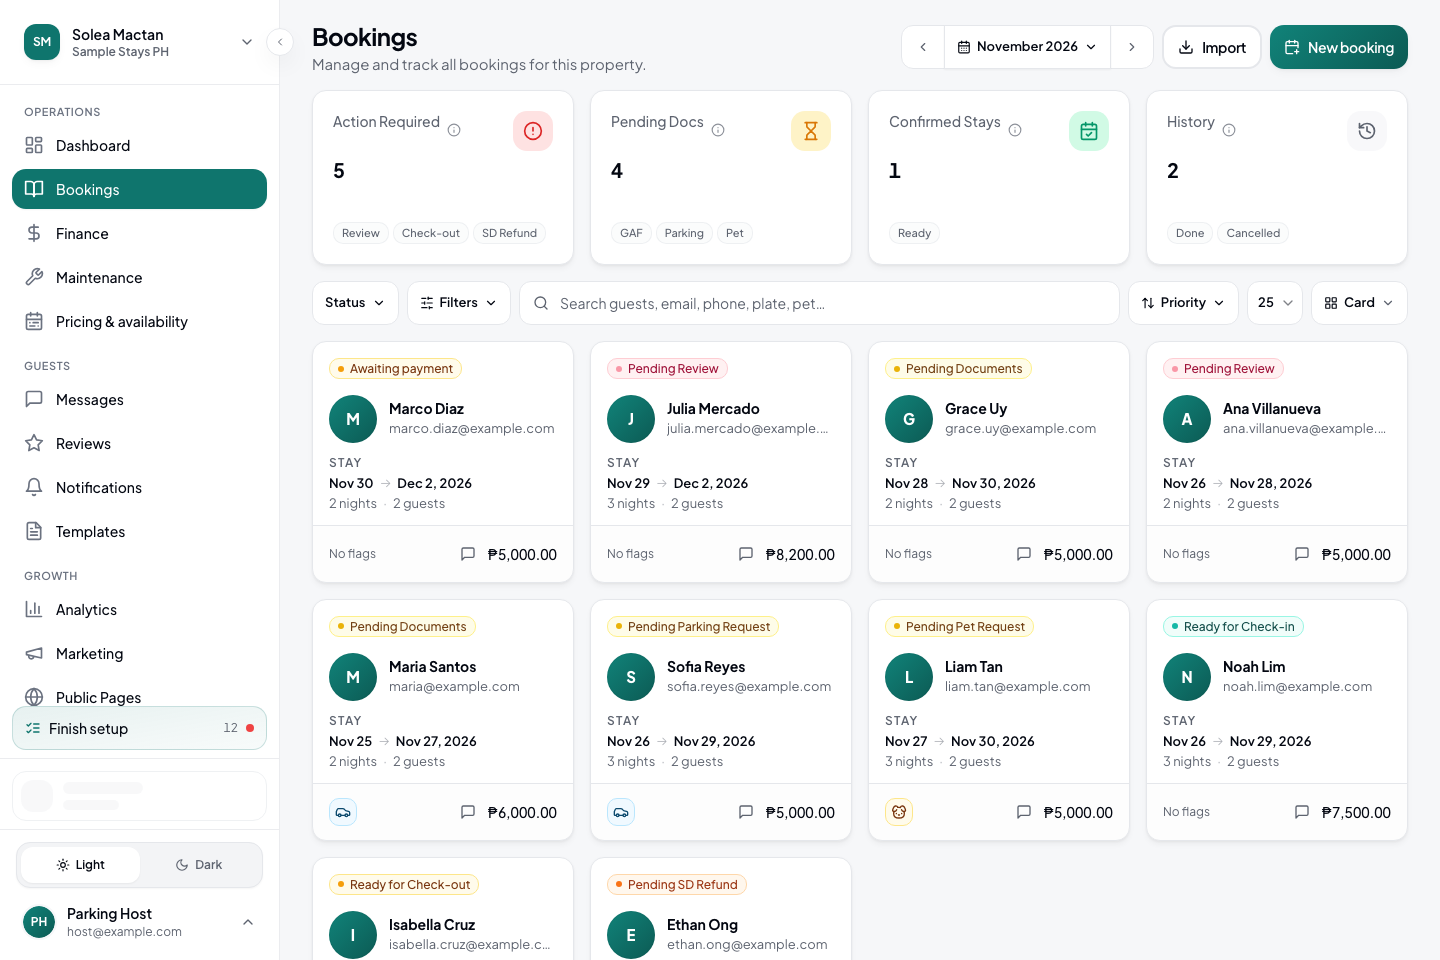 SM
Solea Mactan
Sample Stays PH
OPERATIONS
Dashboard
Bookings
Finance
Maintenance
Pricing & availability
GUESTS
Messages
Reviews
Notifications
Templates
GROWTH
Analytics
Marketing
Public Pages
Finish setup
12
Light
Dark
PH
Parking Host
host@example.com
Bookings
Manage and track all bookings for this property.
November 2026
Import
New booking
Action Required
5
Review
Check-out
SD Refund
Pending Docs
4
GAF
Parking
Pet
Confirmed Stays
1
Ready
History
2
Done
Cancelled
Status
Filters
Search guests, email, phone, plate, pet...
Priority
25
Card
Awaiting payment
M
Marco Diaz
marco.diaz@example.com
STAY
Nov 30 → Dec 2, 2026
2 nights · 2 guests
No flags
₱5,000.00
Pending Review
J
Julia Mercado
julia.mercado@example....
STAY
Nov 29 → Dec 2, 2026
3 nights · 2 guests
No flags
₱8,200.00
Pending Documents
G
Grace Uy
grace.uy@example.com
STAY
Nov 28 → Nov 30, 2026
2 nights · 2 guests
No flags
₱5,000.00
Pending Review
A
Ana Villanueva
ana.villanueva@example....
STAY
Nov 26 → Nov 28, 2026
2 nights · 2 guests
No flags
₱5,000.00
Pending Documents
M
Maria Santos
maria@example.com
STAY
Nov 25 → Nov 27, 2026
2 nights · 2 guests
₱6,000.00
Pending Parking Request
S
Sofia Reyes
sofia.reyes@example.com
STAY
Nov 26 → Nov 29, 2026
3 nights · 2 guests
₱5,000.00
Pending Pet Request
L
Liam Tan
liam.tan@example.com
STAY
Nov 27 → Nov 30, 2026
3 nights · 2 guests
₱5,000.00
Ready for Check-in
N
Noah Lim
noah.lim@example.com
STAY
Nov 26 → Nov 29, 2026
3 nights · 2 guests
No flags
₱7,500.00
Ready for Check-out
I
Isabella Cruz
isabella.cruz@example.c...
Pending SD Refund
E
Ethan Ong
ethan.ong@example.com